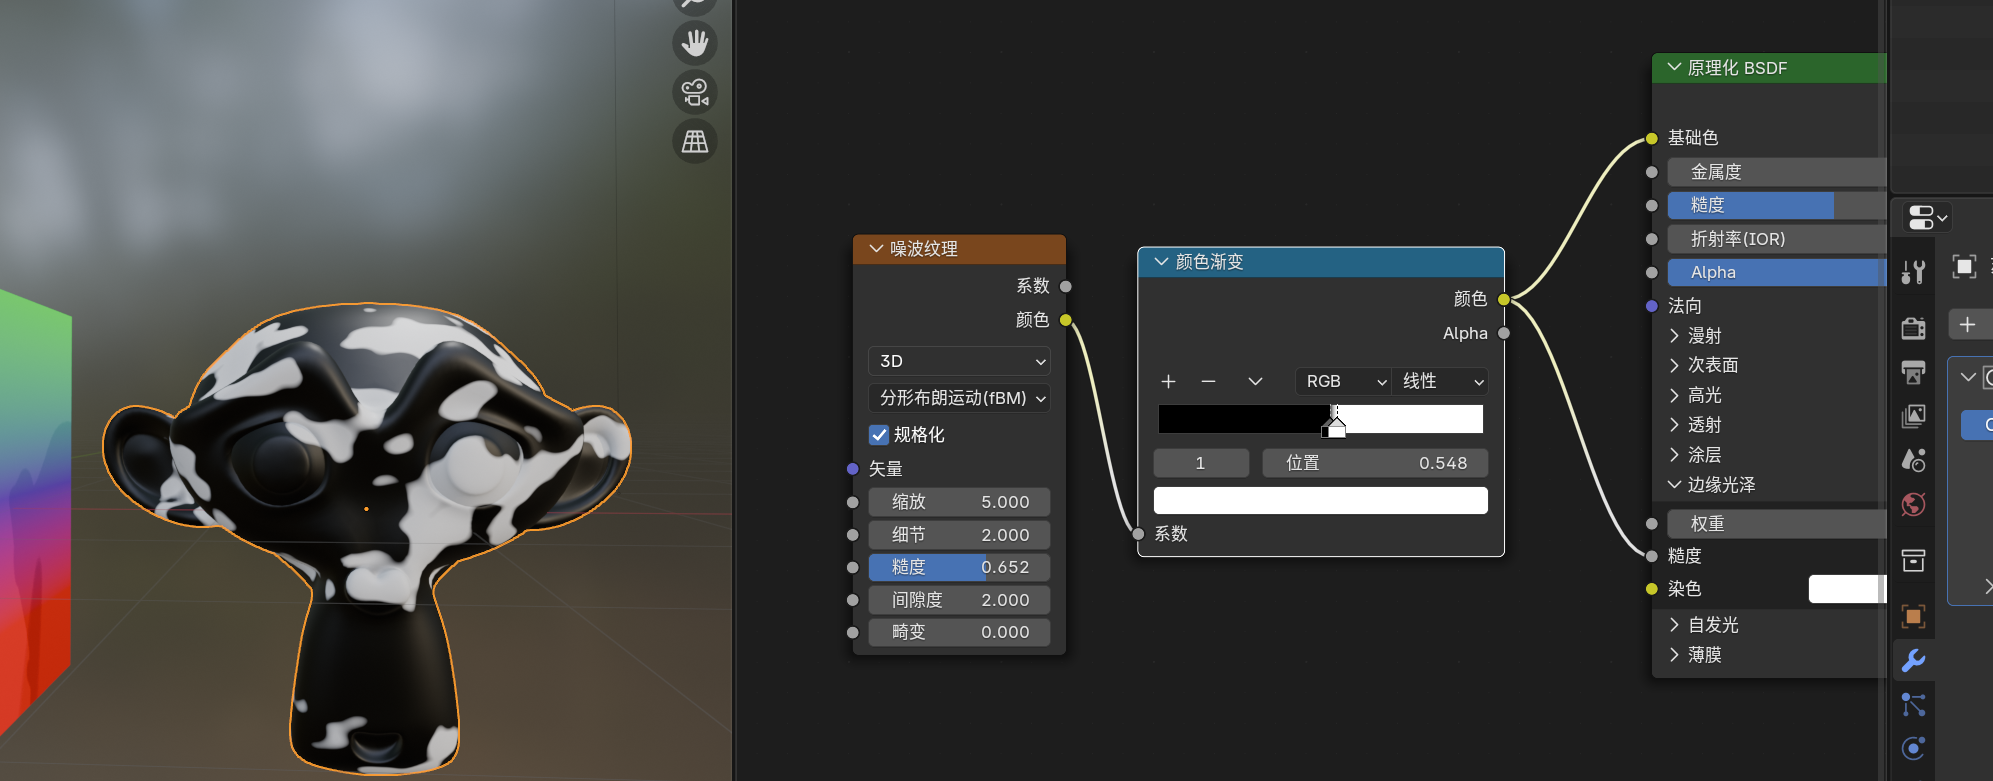 噪波纹理
系数
颜色
3D
分形布朗运动(fBM)
规格化
矢量
缩放 5.000
细节 2.000
糙度 0.652
间隙度 2.000
畸变 0.000
颜色渐变
颜色
Alpha
RGB 线性
1 位置 0.548
系数
原理化 BSDF
基础色
金属度
糙度
折射率(IOR)
Alpha
法向
漫射
次表面
高光
透射
涂层
边缘光泽
权重
糙度
染色
自发光
薄膜